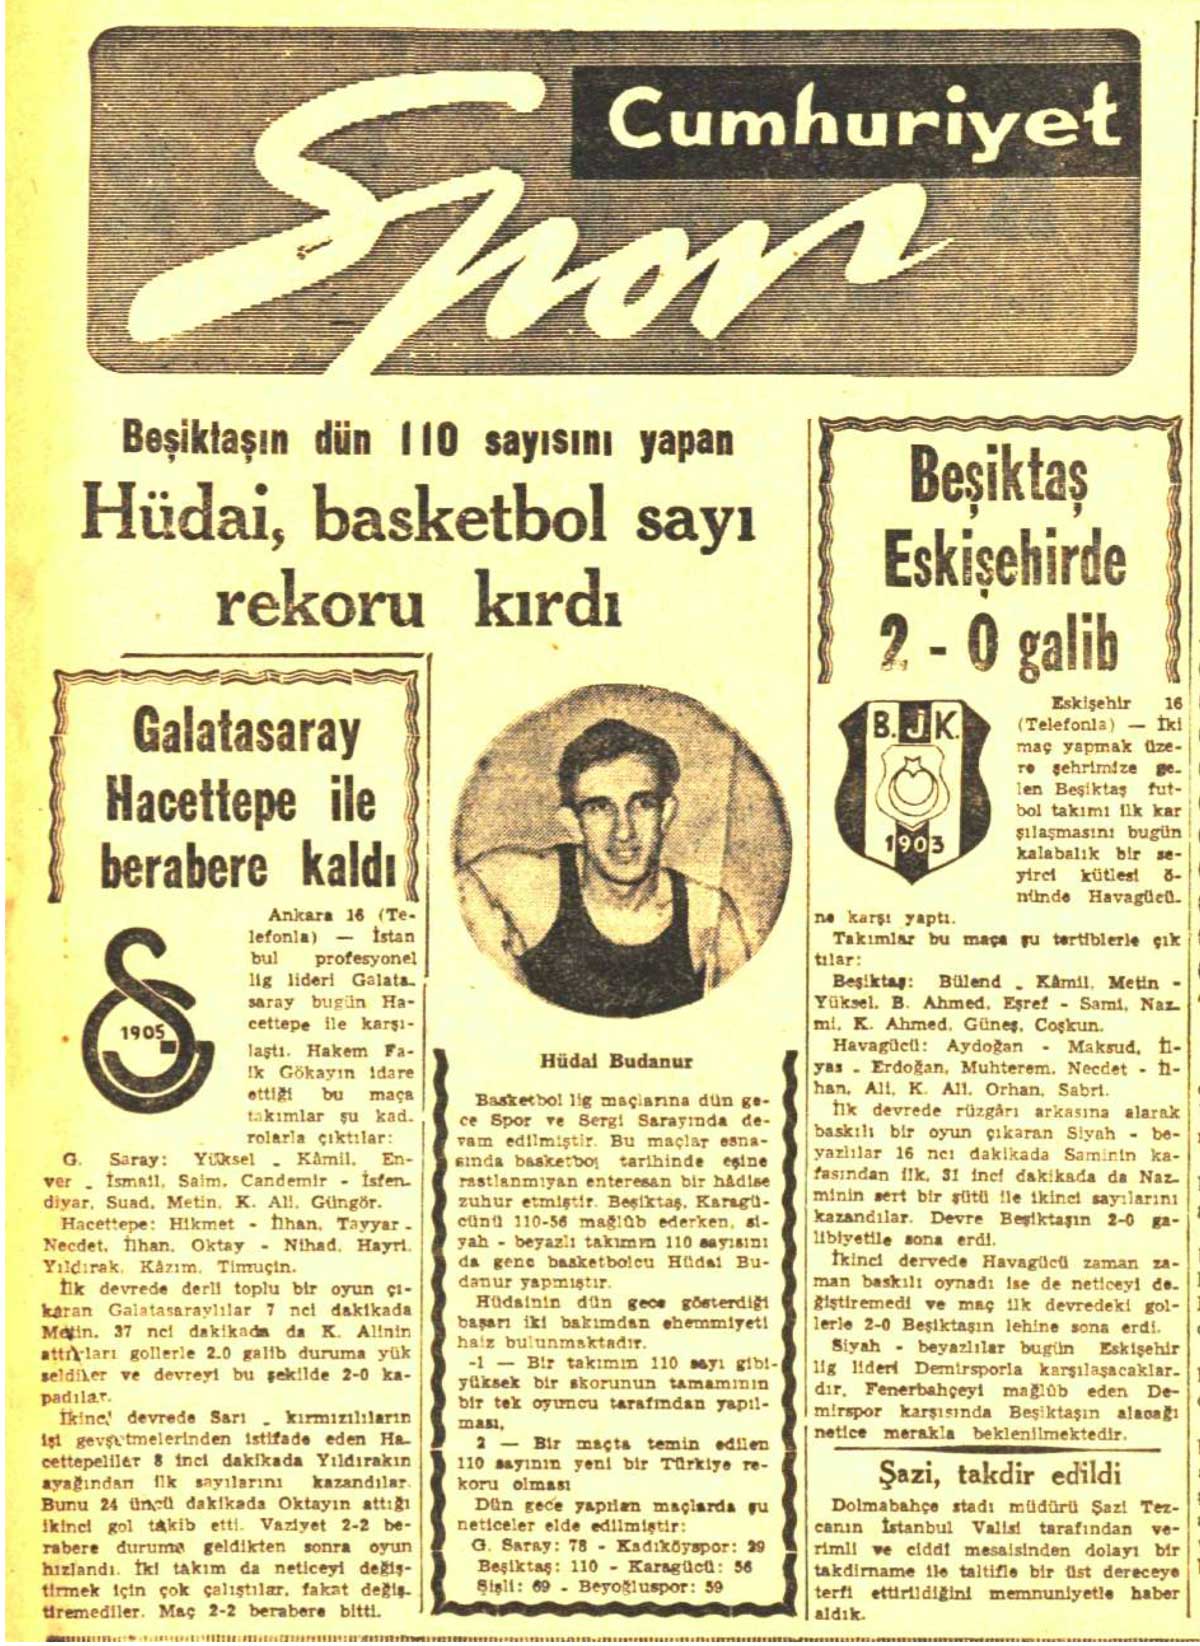 Cumhuriyet
Spor
Beşiktaşın dün 110 sayısını yapan
Hüdai, basketbol sayı
rekoru kırdı
Galatasaray
Hacettepe ile
berabere kaldı
1905
Ankara 16 (Te-
lefonla) — İstan
bul profesyonel
lig lideri Galata-
saray bugün Ha-
cettepe ile karşı-
laştı. Hakem Fa-
ik Gökayın idare
ettiği bu maça
takımlar şu kad.
rolarla çıktılar:
G. Saray: Yüksel - Kâmil, En-
ver - İsmail, Saim, Candemir - İsfen-
diyar, Suad, Metin, K. Ali, Güngör.
Hacettepe: Hikmet - İlhan, Tayyar -
Necdet, İlhan, Oktay - Nihad, Hayri,
Yıldırak, Kâzım, Timuçin.
İlk devrede derli toplu bir oyun çı-
karan Galatasaraylılar 7 nci dakikada
Metin, 37 nci dakikada da K. Alinin
attıkları gollerle 2.0 galib duruma yük
seldiler ve devreyi bu şekilde 2-0 ka-
padılar.
İkinci devrede Sarı - kırmızılıların
işi gevşetmelerinden istifade eden Ha-
cettepeliler 8 inci dakikada Yıldırakın
ayağından ilk sayılarını kazandılar.
Bunu 24 üncü dakikada Oktayın attığı
ikinci gol takib etti. Vaziyet 2-2 be-
rabere duruma geldikten sonra oyun
hızlandı. İki takım da neticeyi değiş-
tirmek için çok çalıştılar, fakat değiş-
tiremediler. Maç 2-2 berabere bitti.
Hüdai Budanur
Basketbol lig maçlarına dün ge-
ce Spor ve Sergi Sarayında de-
vam edilmiştir. Bu maçlar esna-
sında basketbol tarihinde eşine
rastlanmıyan enteresan bir hâdise
zuhur etmiştir. Beşiktaş, Karagü-
cünü 110-56 mağlûb ederken, si-
yah - beyazlı takımın 110 sayısını
da genc basketbolcu Hüdai Bu-
danur yapmıştır.
Hüdainin dün gece gösterdiği
başarı iki bakımdan ehemmiyeti
haiz bulunmaktadır.
-1 — Bir takımın 110 sayı gibi-
yüksek bir skorunun tamamının
bir tek oyuncu tarafından yapıl-
ması,
2 — Bir maçta temin edilen
110 sayının yeni bir Türkiye re-
koru olması
Dün gece yapılan maçlarda şu
neticeler elde edilmiştir:
G. Saray: 78 - Kadıköyspor: 29
Beşiktaş: 110 - Karagücü: 56
Şişli: 69 - Beyoğluspor: 59
Beşiktaş
Eskişehirde
2 - 0 galib
B.J.K.
1903
Eskişehir 16
(Telefonla) — İki
maç yapmak üze-
re şehrimize ge-
len Beşiktaş fut-
bol takımı ilk kar
şılaşmasını bugün
kalabalık bir se-
yirci kütlesi ö-
nünde Havagücü-
ne karşı yaptı.
Takımlar bu maça şu tertiblerle çık
tılar:
Beşiktaş: Bülend - Kâmil, Metin -
Yüksel, B. Ahmed, Eşref - Sami, Naz-
mi, K. Ahmed, Güneş, Coşkun.
Havagücü: Aydoğan - Maksud, İl-
yas - Erdoğan, Muhterem, Necdet - İl-
han, Ali, K. Ali, Orhan, Sabri.
İlk devrede rüzgârı arkasına alarak
baskılı bir oyun çıkaran Siyah - be-
yazlılar 16 ncı dakikada Saminin ka-
fasından ilk, 31 inci dakikada da Naz-
minin sert bir şütü ile ikinci sayılarını
kazandılar. Devre Beşiktaşın 2-0 ga-
libiyetile sona erdi.
İkinci dervede Havagücü zaman za-
man baskılı oynadı ise de neticeyi de-
ğiştiremedi ve maç ilk devredeki gol-
lerle 2-0 Beşiktaşın lehine sona erdi.
Siyah - beyazlılar bugün Eskişehir
lig lideri Demirsporla karşılaşacaklar-
dır. Fenerbahçeyi mağlûb eden De-
mirspor karşısında Beşiktaşın alacağı
netice merakla beklenilmektedir.
Şazi, takdir edildi
Dolmabahçe stadı müdürü Şazi Tez-
canın İstanbul Valisi tarafından ve-
rimli ve ciddi mesaisinden dolayı bir
takdirname ile taltifle bir üst dereceye
terfi ettirildiğini memnuniyetle haber
aldık.